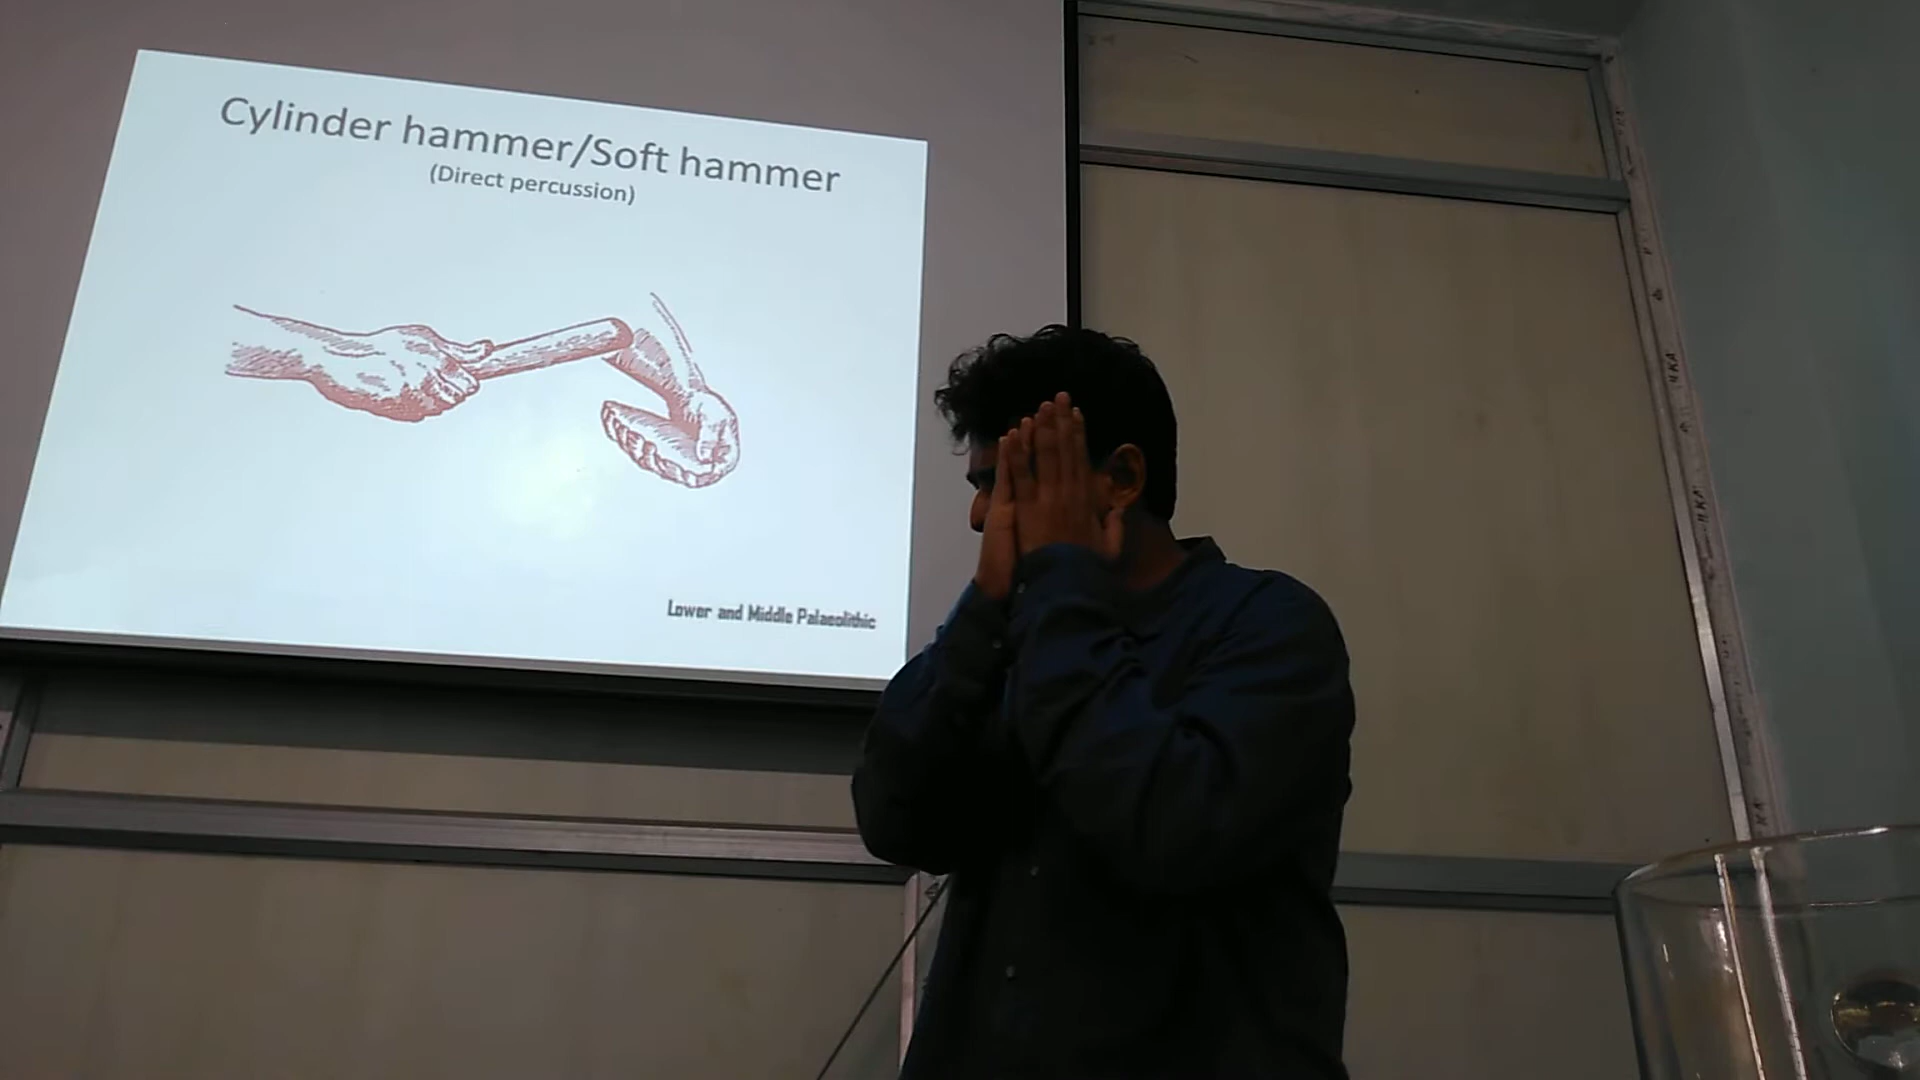 Cylinder hammer/Soft hammer
(Direct percussion)
Lower and Middle Palaeolithic